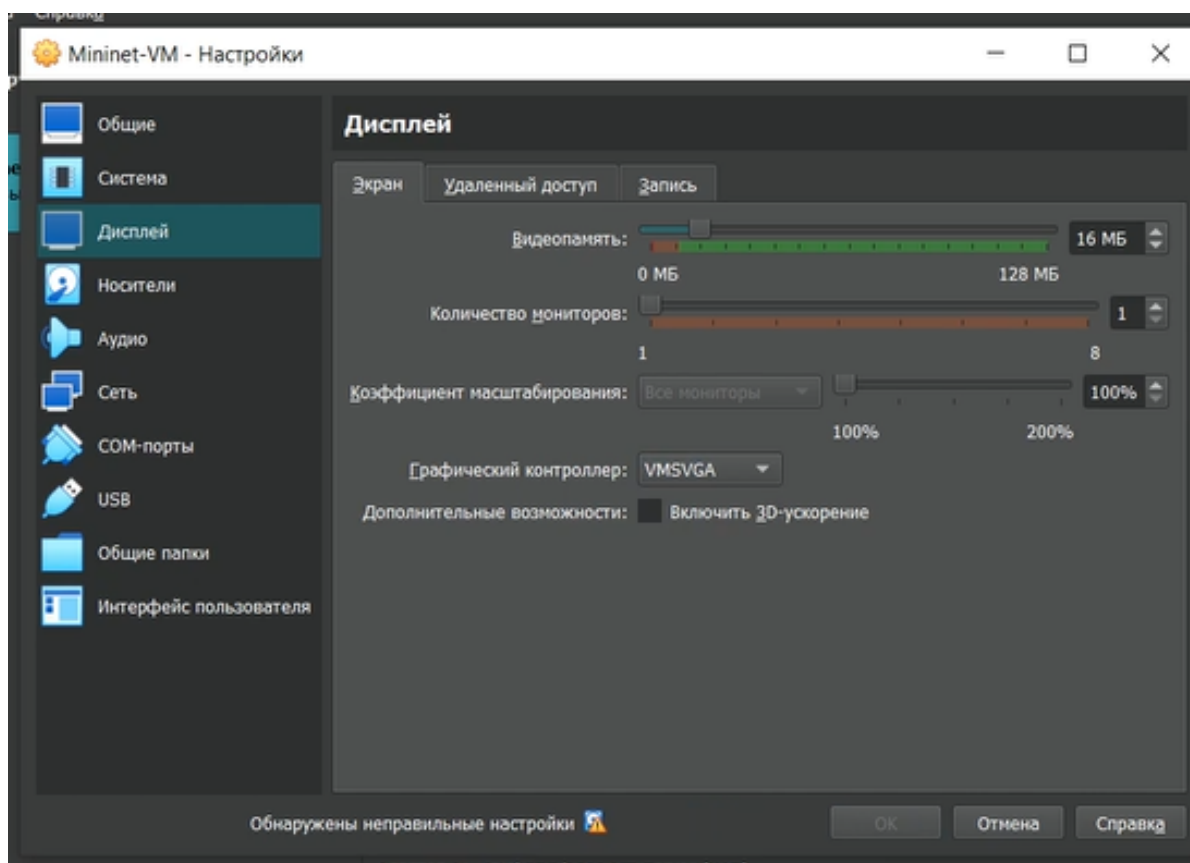 Справка
Mininet-VM - Настройки
Общие
Система
Дисплей
Носители
Аудио
Сеть
COM-порты
USB
Общие папки
Интерфейс пользователя
Дисплей
Экран Удаленный доступ Запись
Видеопамять: 16 МБ
0 МБ 128 МБ
Количество мониторов: 1
1 8
Коэффициент масштабирования: Все мониторы 100%
100% 200%
Графический контроллер: VMSVGA
Дополнительные возможности: Включить 3D-ускорение
Обнаружены неправильные настройки OK Отмена Справка